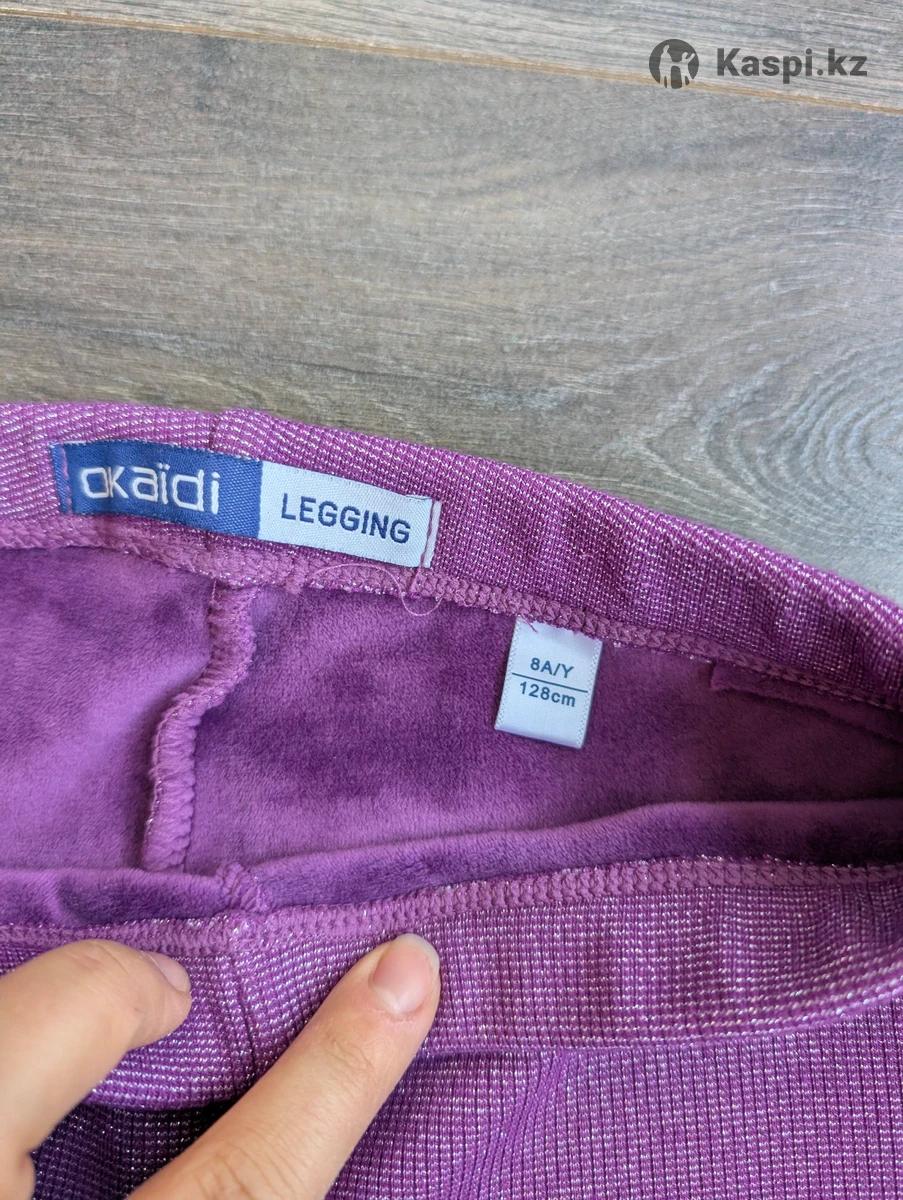 Kaspi.kz
okaïdi
LEGGING
8A/Y
128cm